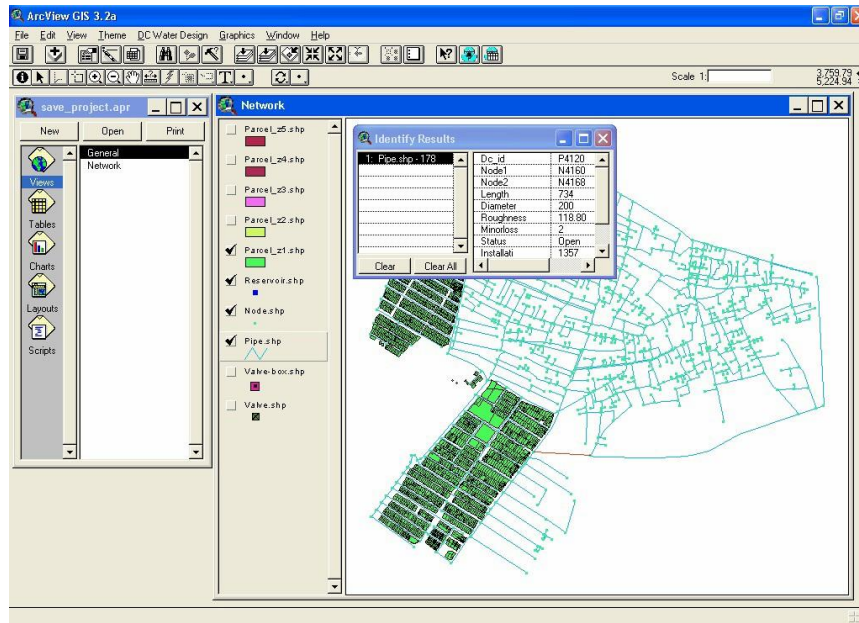 ArcView GIS 3.2a
File Edit View Theme DC Water Design Graphics Window Help
Scale 1:
3,759.79
5,224.94
save_project.apr
New Open Print
Views
Tables
Charts
Layouts
Scripts
General
Network
Network
Parcel_z5.shp
Parcel_z4.shp
Parcel_z3.shp
Parcel_z2.shp
Parcel_z1.shp
Reservoir.shp
Node.shp
Pipe.shp
Valve-box.shp
Valve.shp
Identify Results
1: Pipe.shp - 178
Clear Clear All
Dc_id P4120
Node1 N4160
Node2 N4168
Length 734
Diameter 200
Roughness 118.80
Minorloss 2
Status Open
Installati 1357